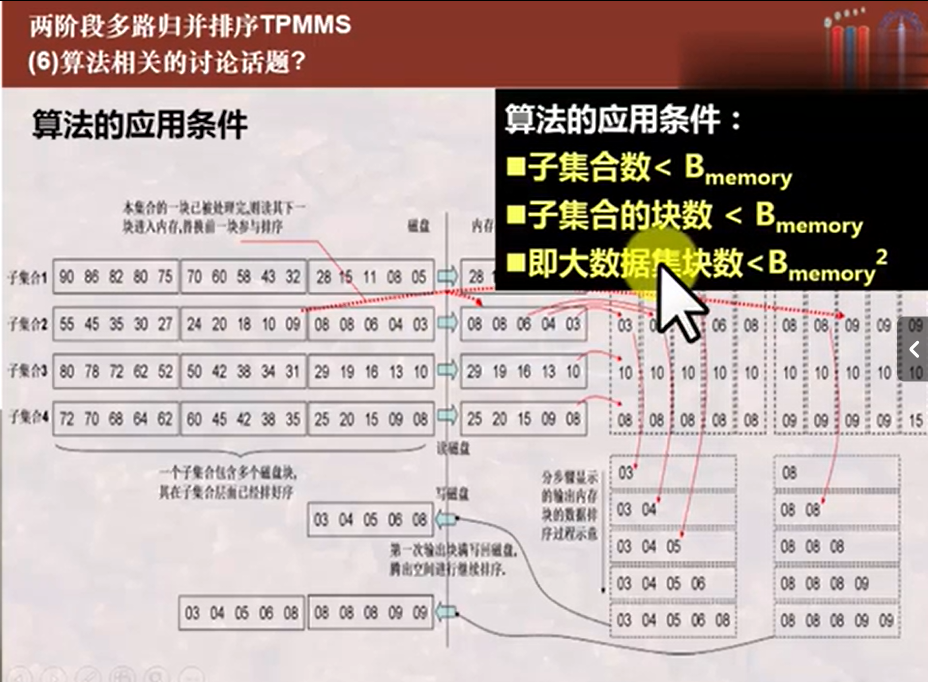 两阶段多路归并排序TPMMS
(6)算法相关的讨论话题?
算法的应用条件
算法的应用条件：
■子集合数< Bmemory
■子集合的块数 < Bmemory
■即大数据集块数<Bmemory2
本集合的一块已被处理完,则读其下一
块进入内存,替换前一块参与排序
磁盘
内存
子集合1 90 86 82 80 75 70 60 58 43 32 28 15 11 08 05 28
子集合2 55 45 35 30 27 24 20 18 10 09 08 08 06 04 03 08 08 06 04 03 03 06 08 08 08 09 09 09
子集合3 80 78 72 62 52 50 42 38 34 31 29 19 16 13 10 29 19 16 13 10 10 10 10 10 10 10 10 10 10 10
子集合4 72 70 68 64 62 60 45 42 38 35 25 20 15 09 08 25 20 15 09 08 08 08 08 08 08 09 09 09 09 15
读磁盘
一个子集合包含多个磁盘块,
其在子集合层面已经排好序
写磁盘
03 04 05 06 08
第一次输出块满写回磁盘,
腾出空间进行继续排序.
03 04 05 06 08 08 08 08 09 09
分步骤显示
的输出内存
块的数据排
序过程示意
03
03 04
03 04 05
03 04 05 06
03 04 05 06 08
08
08 08
08 08 08
08 08 08 09
08 08 08 09 09